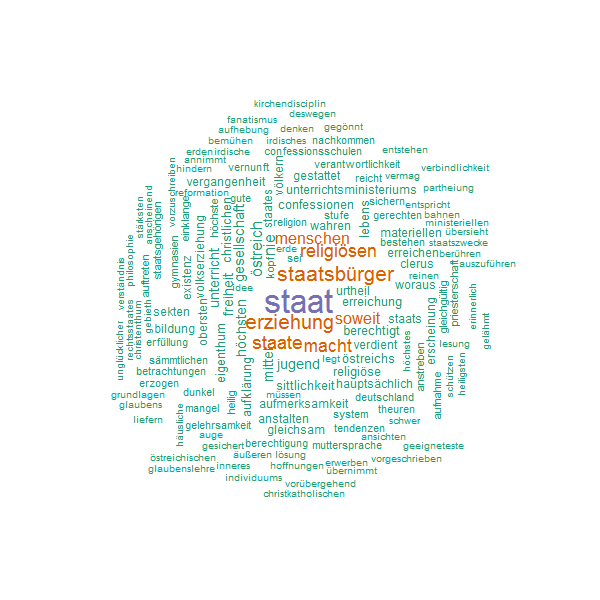 kirchendisciplin
deswegen
fanatismus
aufhebung denken gegönnt
bemühen irdisches nachkommen
erden irdische confessionsschulen entstehen
annimmt vernunft völkern verantwortlichkeit verbindlichkeit
hindern gestattet reicht vermag
vergangenheit unterrichtsministeriums partheiung
reformation gute staates confessionen sichern entspricht
vorzuschreiben einklange höchste christlichen stufe lebens gerechten bahnen
religion wahren materiellen ministeriellen übersieht
stärksten anscheinend staatsgehörigen gesellschaft östreich menschen bestehen staatszwecke
philosophie auftreten gymnasien volkserziehung unterricht nie erde religiösen erreichen berühren
kopf sei clerus auszuführen
verständnis existenz freiheit idee staatsbürger reinen woraus priesterschaft
urtheil gleichgültig erinnerlich
rechtsstaates gebieth staat erreichung
christenthum sekten obersten höchsten erziehung soweit staats erscheinung
bildung berechtigt gelähmt
unglücklicher erfüllung staate macht verdient lesung
sämmtlichen eigenthum mitteln legt östreichs höchstes
betrachtungen jugend religiöse anstreben schützen heiligsten
erzogen aufklärung sittlichkeit hauptsächlich
grundlagen dunkel heilig müssen deutschland
glaubens mangel aufmerksamkeit theuren aufnahme
liefern gelehrsamkeit anstalten system schwer
häusliche auge gleichsam tendenzen
gesichert berechtigung muttersprache ansichten geeigneteste
östreichischen äußeren lösung vorgeschrieben
glaubenslehre inneres hoffnungen erwerben
übernimmt
individuums vorübergehend
christkatholischen